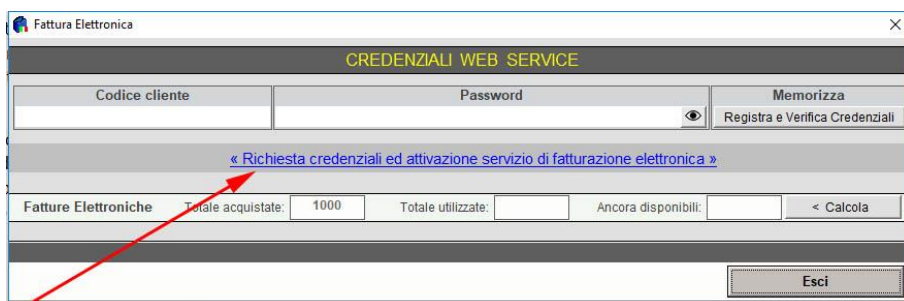 Fattura Elettronica
CREDENZIALI WEB SERVICE
Codice cliente Password Memorizza
Registra e Verifica Credenziali
« Richiesta credenziali ed attivazione servizio di fatturazione elettronica »
Fatture Elettroniche Totale acquistate: 1000 Totale utilizzate: Ancora disponibili: < Calcola
Esci